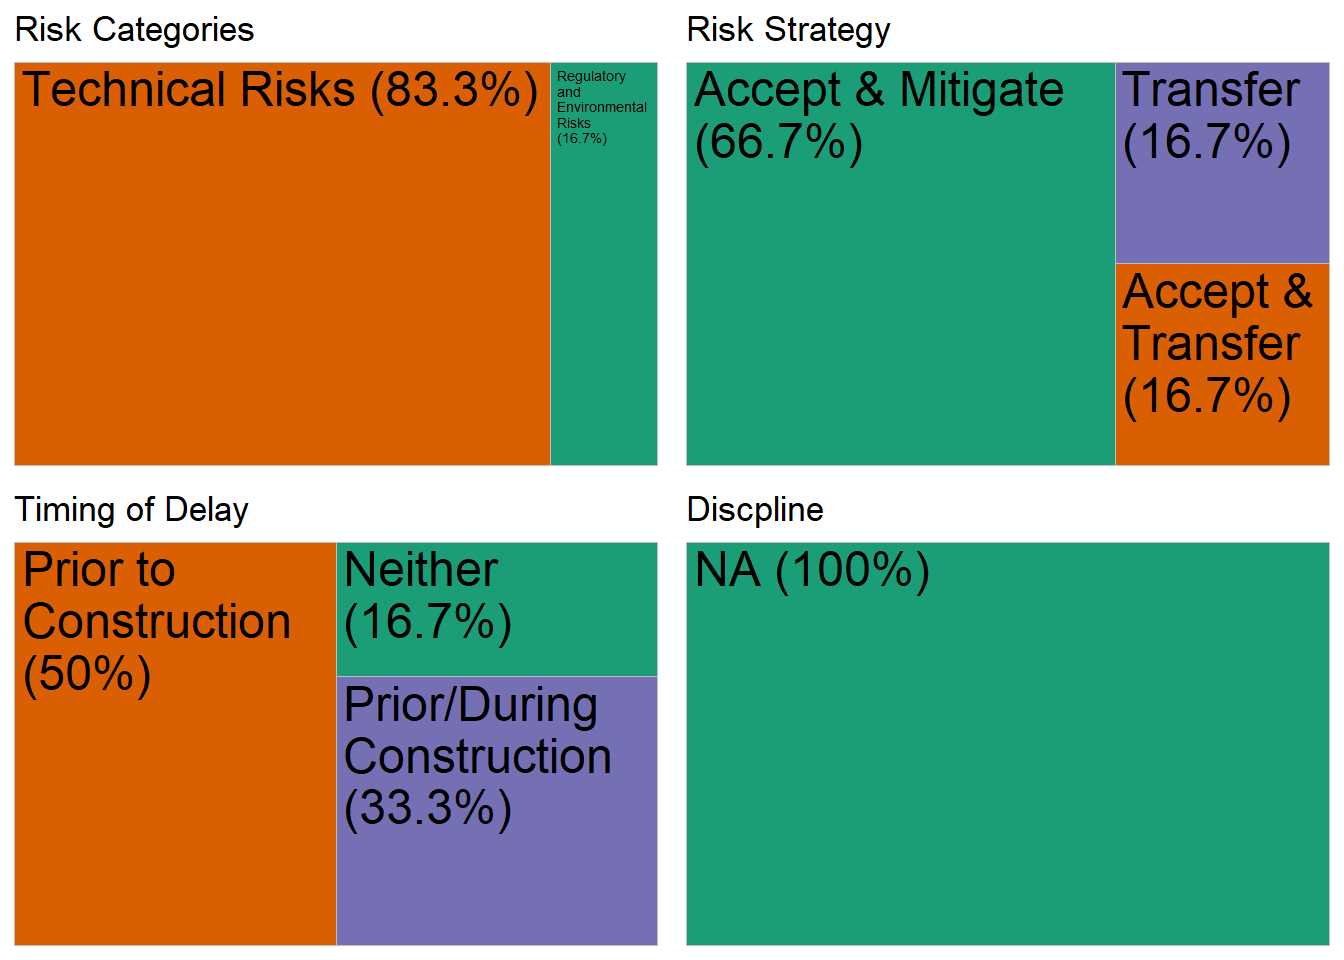 Risk Categories
Technical Risks (83.3%)
Regulatory
and
Environmental
Risks
(16.7%)
Risk Strategy
Accept & Mitigate
(66.7%)
Transfer
(16.7%)
Accept &
Transfer
(16.7%)
Timing of Delay
Prior to
Construction
(50%)
Neither
(16.7%)
Prior/During
Construction
(33.3%)
Discpline
NA (100%)